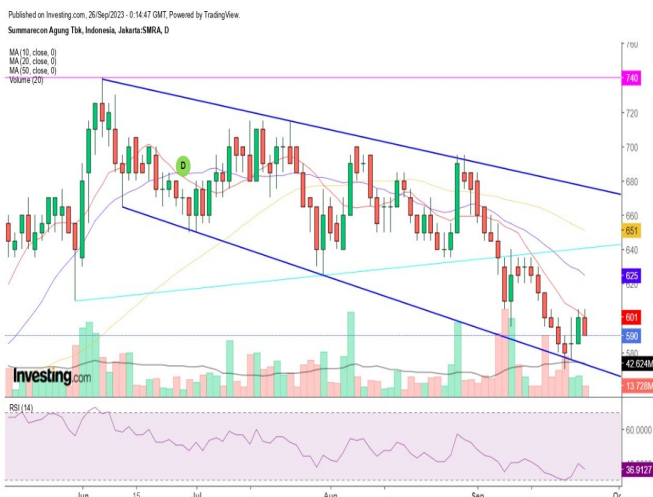 Published on Investing.com, 26/Sep/2023 - 0:14:47 GMT, Powered by TradingView.
Summarecon Agung Tbk, Indonesia, Jakarta:SMRA, D
MA (10, close, 0)
MA (20, close, 0)
MA (50, close, 0)
Volume (20)
760
740
720
700
680
660
651
640
625
620
601
590
580
42.624M
13.728M
D
Investing.com
RSI (14)
60.0000
36.9127
Jun
15
Jul
Aug
Sep